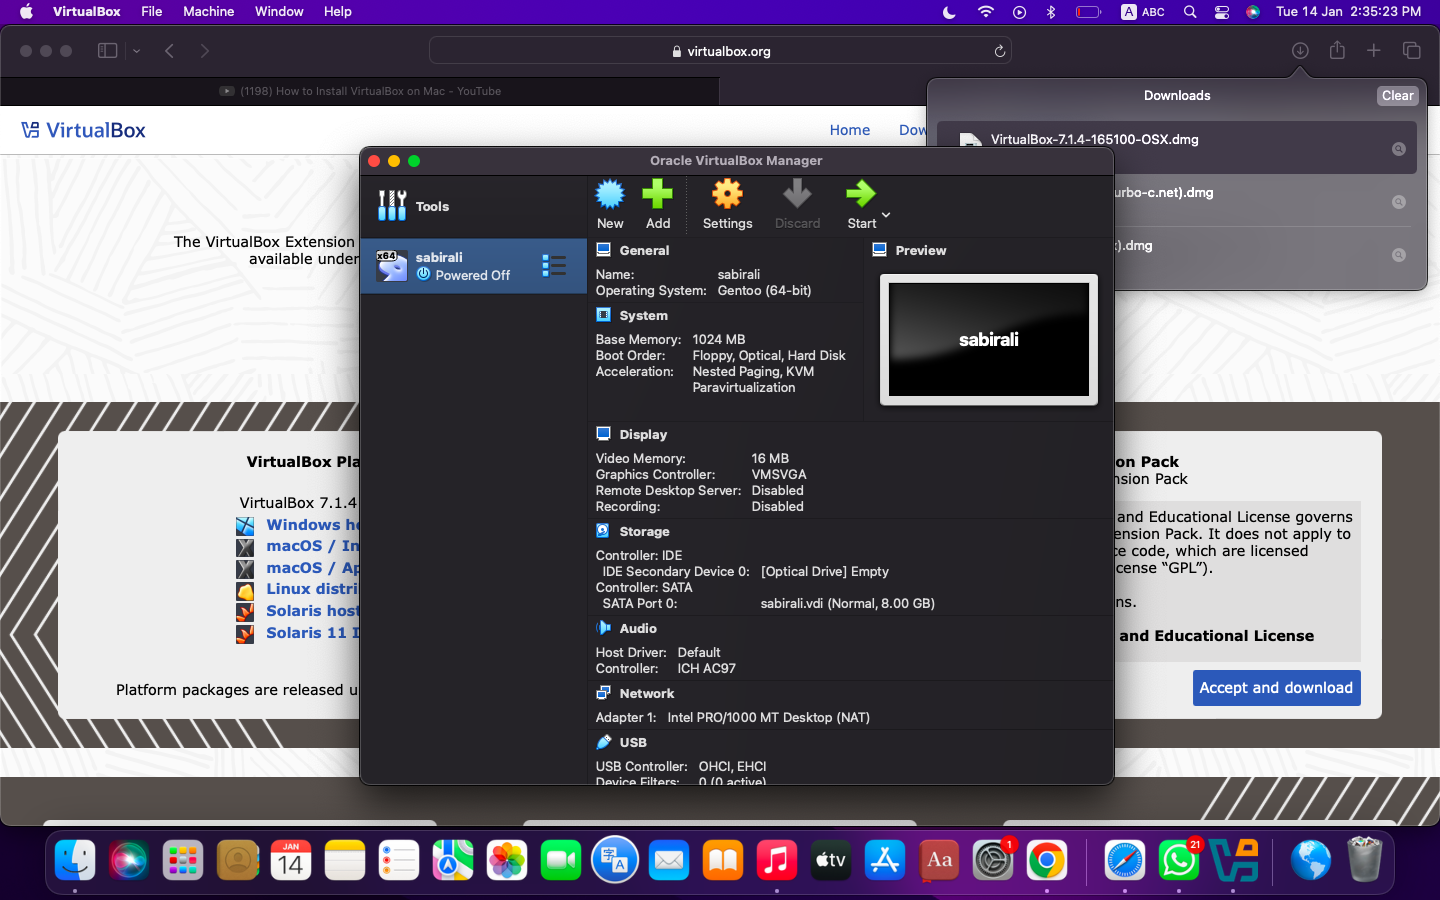 VirtualBox File Machine Window Help
A ABC Tue 14 Jan 2:35:23 PM
virtualbox.org
(1198) How to Install VirtualBox on Mac - YouTube
Downloads Clear
VirtualBox-7.1.4-165100-OSX.dmg
urbo-c.net).dmg
).dmg
VirtualBox
Home
The VirtualBox Extension
available under
Oracle VirtualBox Manager
Tools
New Add Settings Discard Start
x64
sabirali
Powered Off
General
Name: sabirali
Operating System: Gentoo (64-bit)
System
Base Memory: 1024 MB
Boot Order: Floppy, Optical, Hard Disk
Acceleration: Nested Paging, KVM
Paravirtualization
Preview
sabirali
Display
Video Memory: 16 MB
Graphics Controller: VMSVGA
Remote Desktop Server: Disabled
Recording: Disabled
Storage
Controller: IDE
IDE Secondary Device 0: [Optical Drive] Empty
Controller: SATA
SATA Port 0: sabirali.vdi (Normal, 8.00 GB)
Audio
Host Driver: Default
Controller: ICH AC97
Network
Adapter 1: Intel PRO/1000 MT Desktop (NAT)
USB
USB Controller: OHCI, EHCI
Device Filters: 0 (0 active)
VirtualBox Pla
VirtualBox 7.1.4
Windows ho
macOS / In
macOS / Ap
Linux distri
Solaris host
Solaris 11 I
Platform packages are released u
on Pack
nsion Pack
and Educational License governs
ension Pack. It does not apply to
ce code, which are licensed
icense “GPL”).
ns.
and Educational License
Accept and download
JAN
14
tv
Aa
1
21